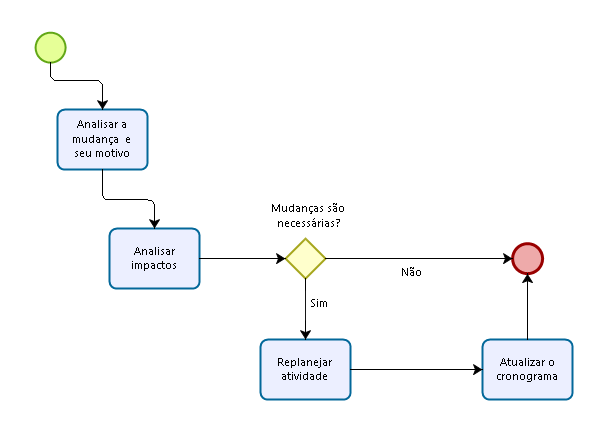 Analisar a
mudança e
seu motivo
Mudanças são
necessárias?
Analisar
impactos
Não
Sim
Replanejar
atividade
Atualizar o
cronograma